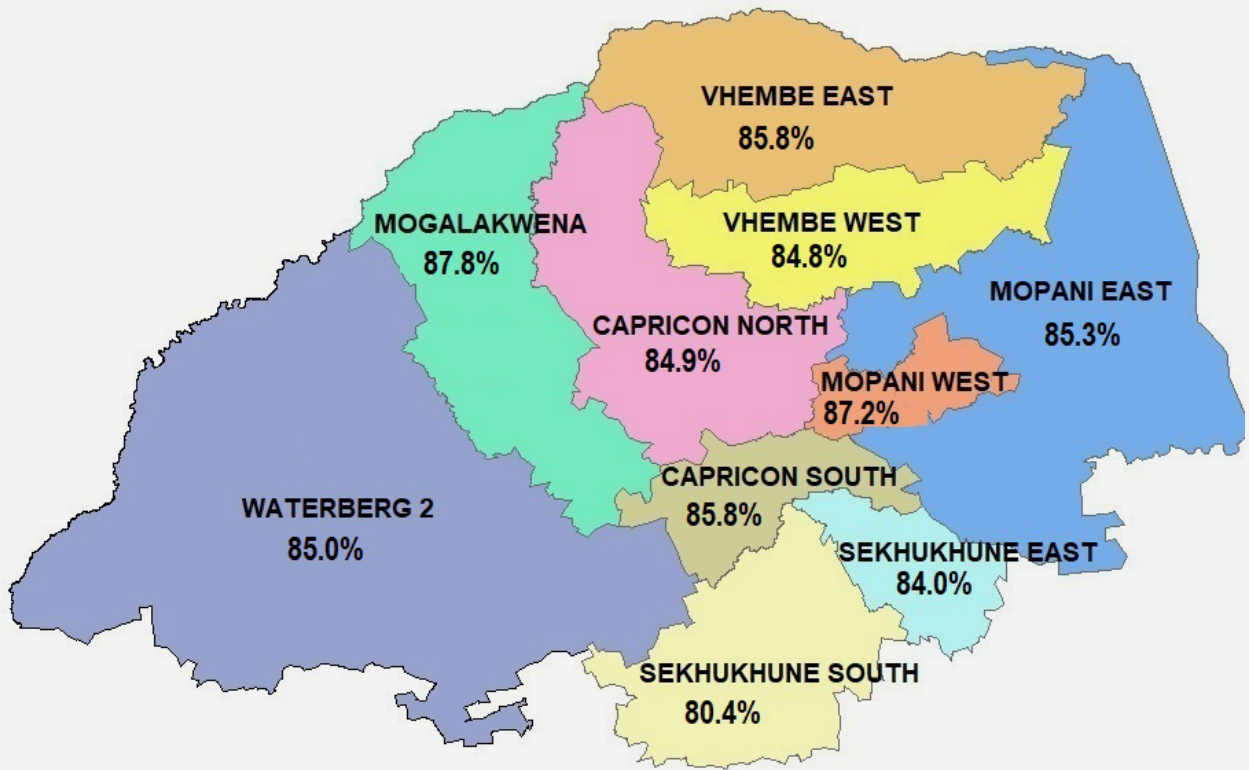 VHEMBE EAST
85.8%
MOGALAKWENA
87.8%
VHEMBE WEST
84.8%
MOPANI EAST
85.3%
CAPRICON NORTH
84.9%
MOPANI WEST
87.2%
CAPRICON SOUTH
85.8%
WATERBERG 2
85.0%
SEKHUKHUNE EAST
84.0%
SEKHUKHUNE SOUTH
80.4%